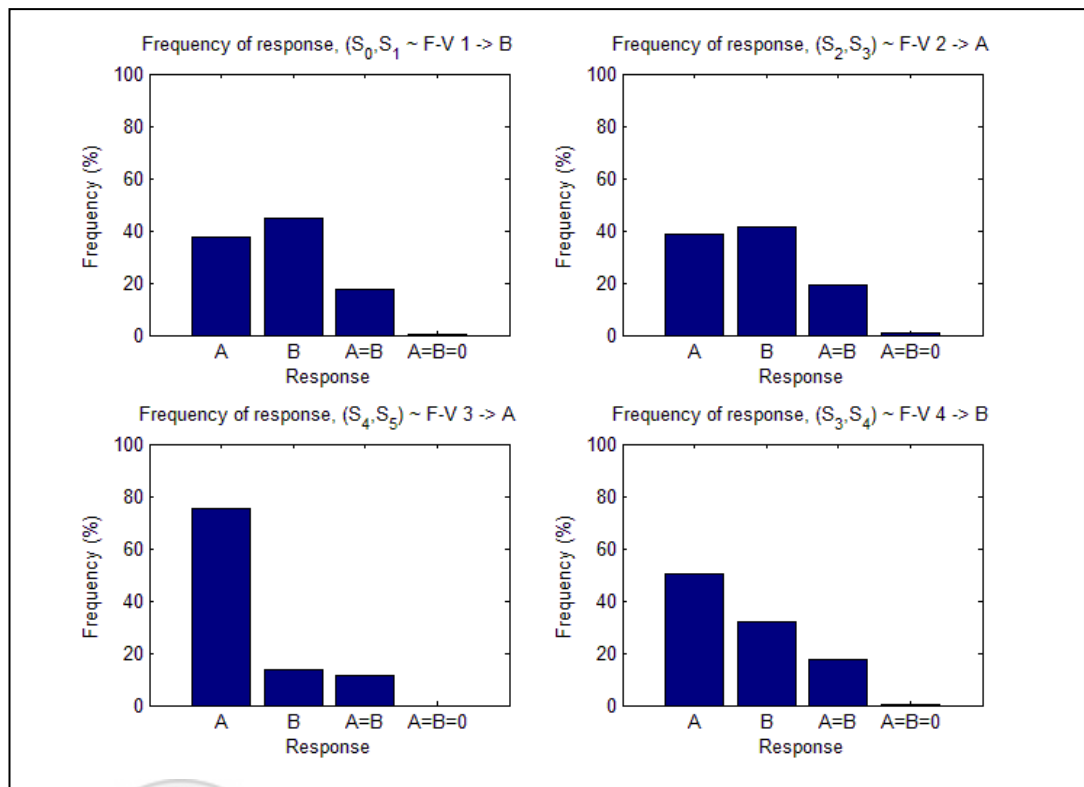 Frequency of response, (S0,S1 ~ F-V 1 -> B
100
80
60
40
20
0
Frequency (%)
A B A=B A=B=0
Response
Frequency of response, (S2,S3) ~ F-V 2 -> A
100
80
60
40
20
0
Frequency (%)
A B A=B A=B=0
Response
Frequency of response, (S4,S5) ~ F-V 3 -> A
100
80
60
40
20
0
Frequency (%)
A B A=B A=B=0
Response
Frequency of response, (S3,S4) ~ F-V 4 -> B
100
80
60
40
20
0
Frequency (%)
A B A=B A=B=0
Response